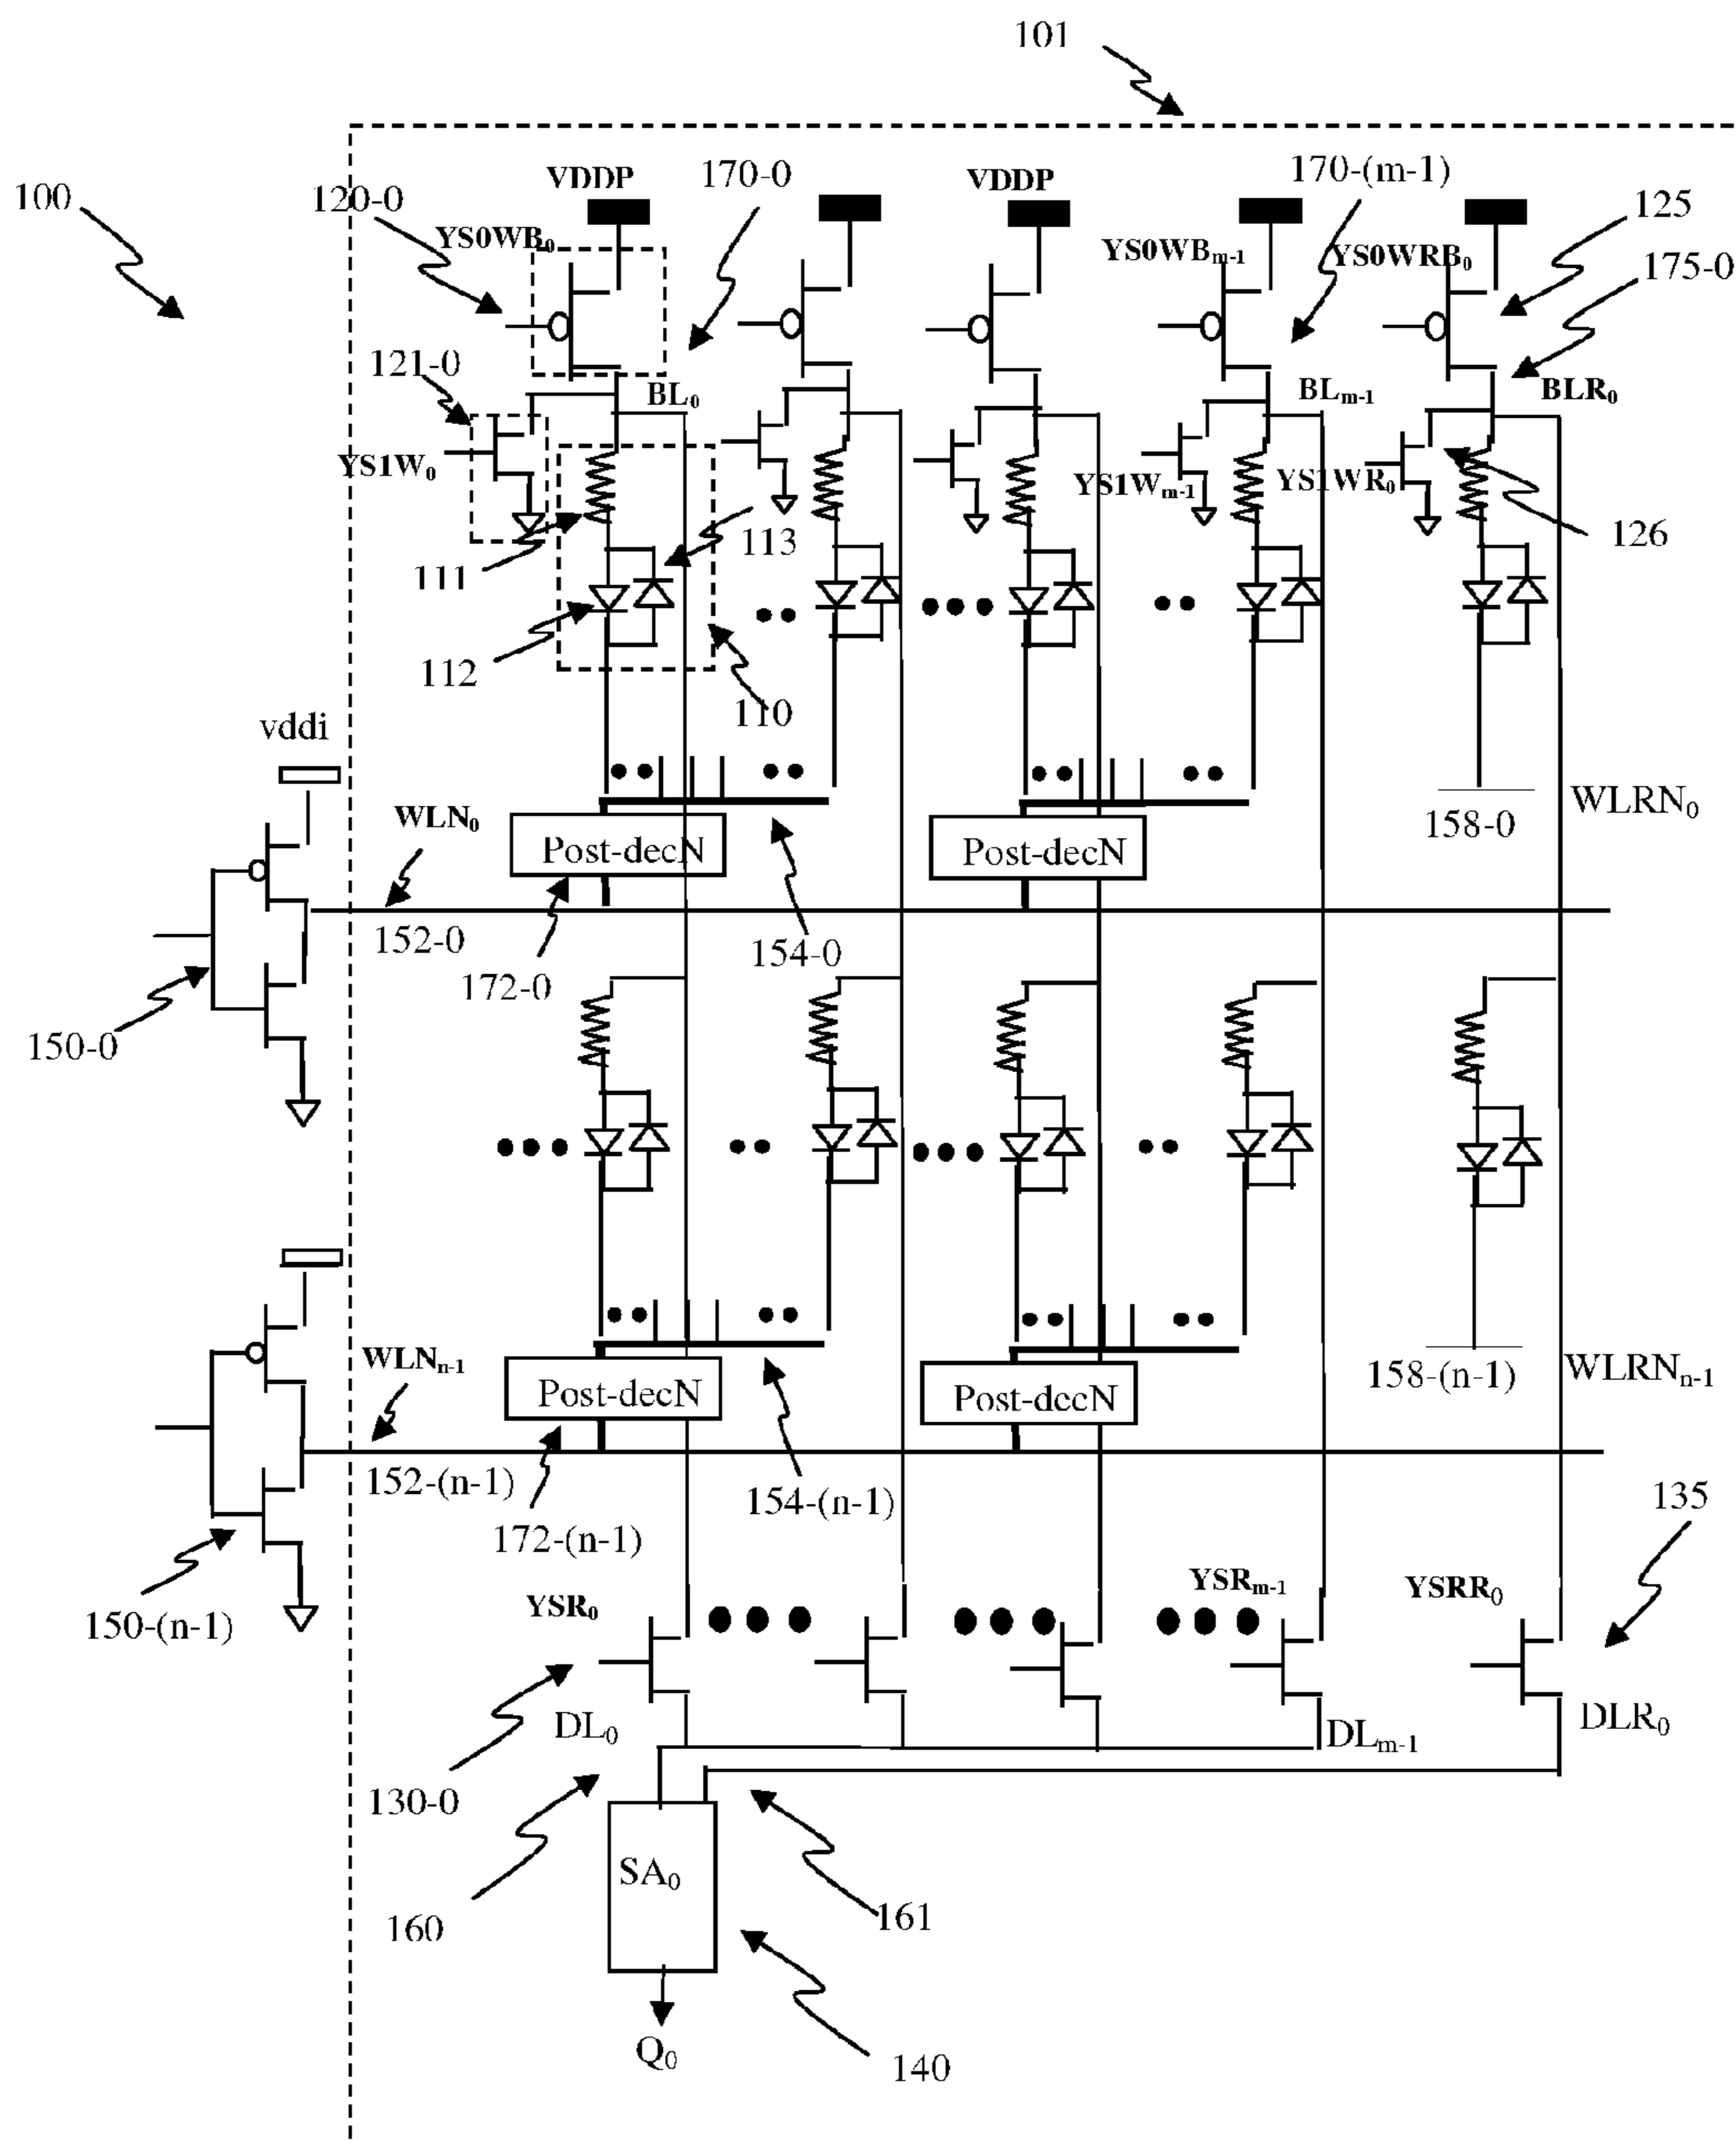 101
100
120-0
VDDP
170-0
VDDP
170-(m-1)
125
YS0WB₀
YS0WBₘ₋₁
YS0WRB₀
175-0
121-0
BL₀
BLₘ₋₁
BLR₀
YS1W₀
YS1Wₘ₋₁
YS1WR₀
111
113
126
112
110
vddi
WLN₀
158-0
WLRN₀
Post-decN
Post-decN
152-0
172-0
154-0
150-0
WLNₙ₋₁
158-(n-1)
WLRNₙ₋₁
Post-decN
Post-decN
152-(n-1)
154-(n-1)
135
172-(n-1)
150-(n-1)
YSR₀
YSRₘ₋₁
YSRR₀
DL₀
DLₘ₋₁
DLR₀
130-0
SA₀
160
161
Q₀
140